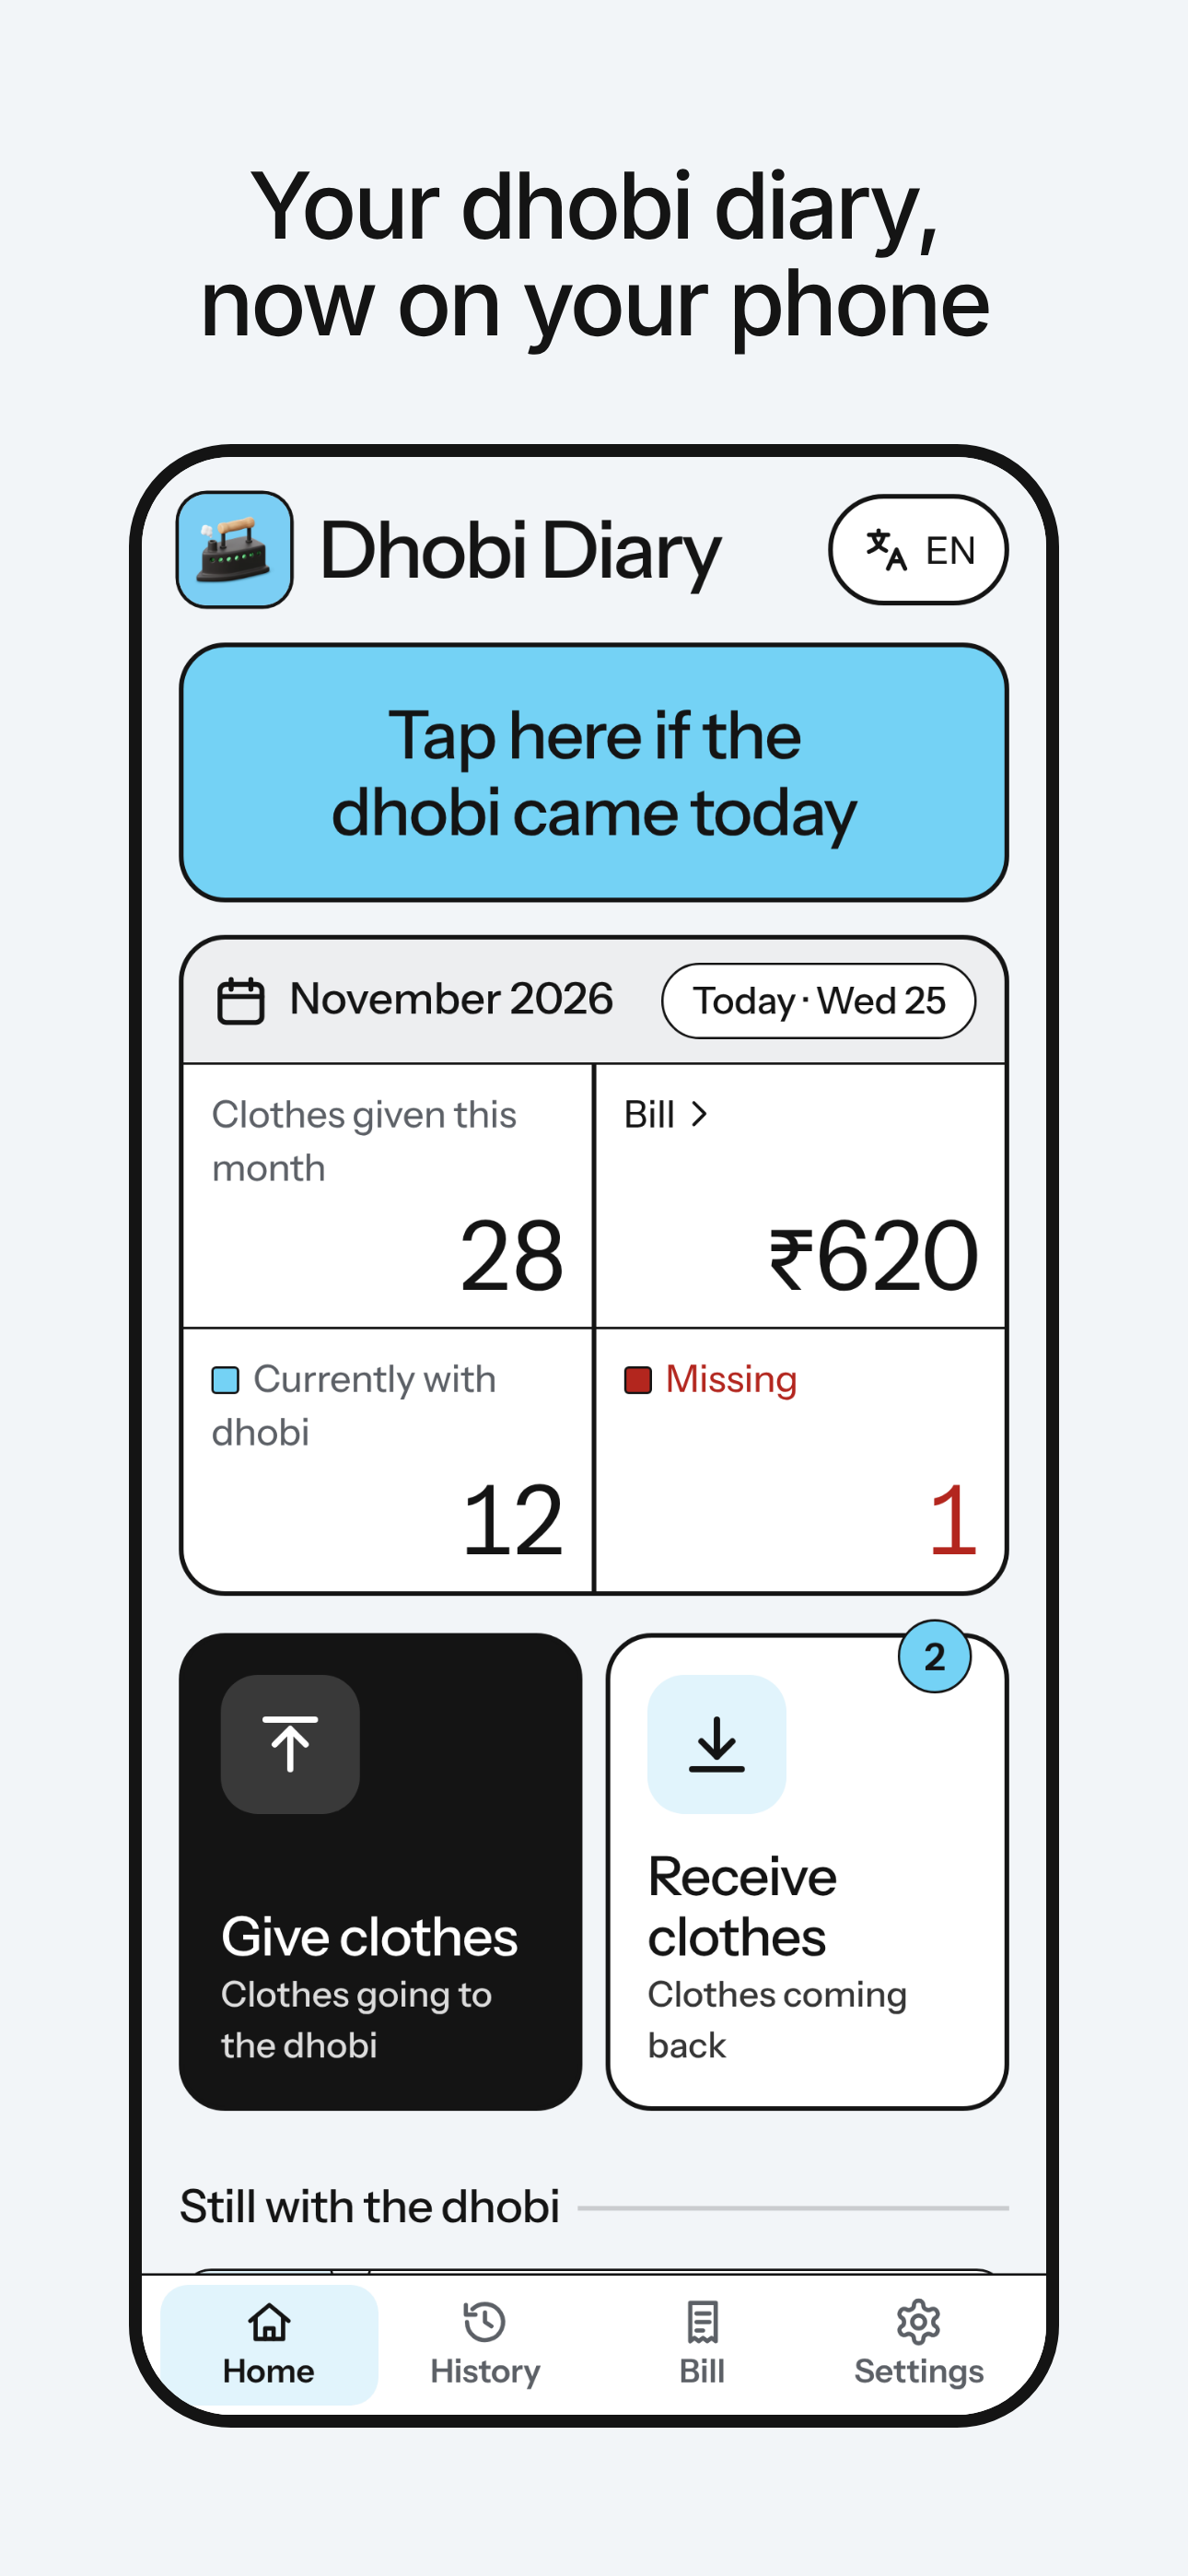 Your dhobi diary,
now on your phone
Dhobi Diary
文A EN
Tap here if the
dhobi came today
November 2026
Today · Wed 25
Clothes given this
month
28
Bill >
₹620
Currently with
dhobi
12
Missing
1
Give clothes
Clothes going to
the dhobi
2
Receive
clothes
Clothes coming
back
Still with the dhobi
Home
History
Bill
Settings